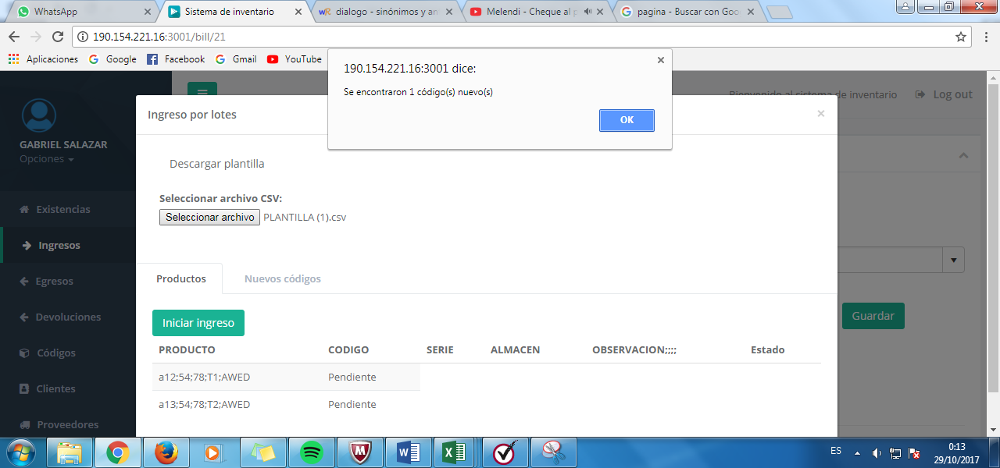 WhatsApp
Sistema de inventario
dialogo - sinónimos y an
Melendi - Cheque al p
pagina - Buscar con Goo
190.154.221.16:3001/bill/21
Aplicaciones
Google
Facebook
Gmail
YouTube
190.154.221.16:3001 dice:
Se encontraron 1 código(s) nuevo(s)
OK
Bienvenido al sistema de inventario
Log out
GABRIEL SALAZAR
Opciones
Existencias
Ingresos
Egresos
Devoluciones
Códigos
Clientes
Proveedores
Ingreso por lotes
Descargar plantilla
Seleccionar archivo CSV:
Seleccionar archivo PLANTILLA (1).csv
Productos
Nuevos códigos
Guardar
Iniciar ingreso
PRODUCTO CODIGO SERIE ALMACEN OBSERVACION;;;; Estado
a12;54;78;T1;AWED Pendiente
a13;54;78;T2;AWED Pendiente
ES
0:13
29/10/2017